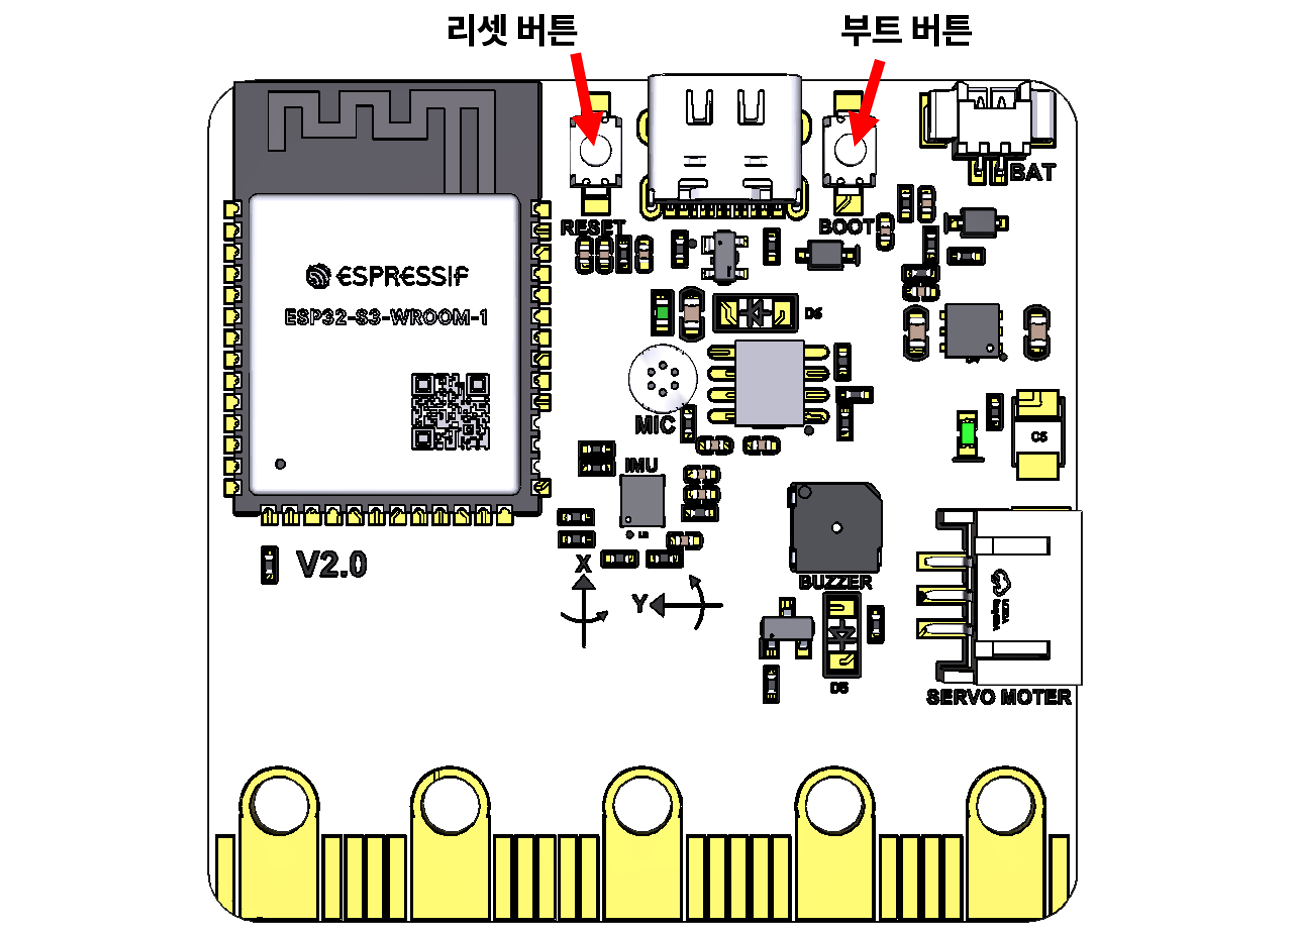 리셋 버튼
부트 버튼
BAT
RESET
BOOT
ESPRESSIF
ESP32-S3-WROOM-1
D6
MIC
C5
IMU
V2.0
X
Y
BUZZER
D5
SERVO MOTER